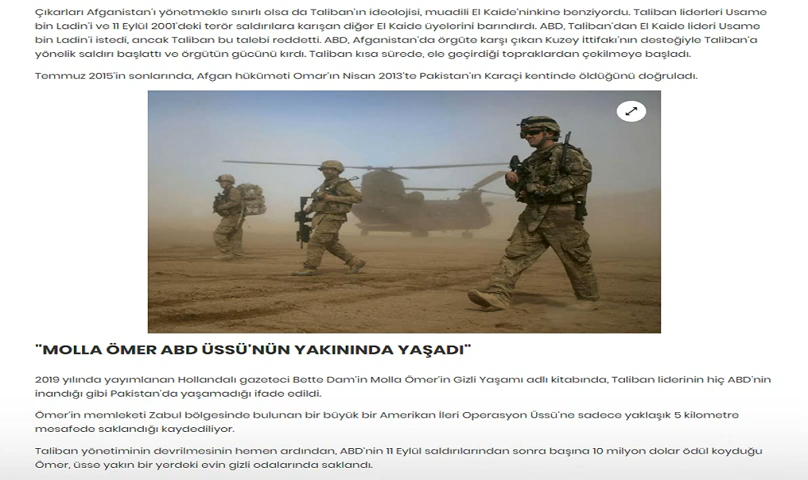 Çıkarları Afganistan'ı yönetmekle sınırlı olsa da Taliban'ın ideolojisi, muadili El Kaide'ninkine benziyordu. Taliban liderleri Usame
bin Ladin'i ve 11 Eylül 2001'deki terör saldırılara karışan diğer El Kaide üyelerini barındırdı. ABD, Taliban'dan El Kaide lideri Usame
bin Ladin'i istedi, ancak Taliban bu talebi reddetti. ABD, Afganistan'da örgüte karşı çıkan Kuzey İttifakı'nın desteğiyle Taliban'a
yönelik saldırı başlattı ve örgütün gücünü kırdı. Taliban kısa sürede, ele geçirdiği topraklardan çekilmeye başladı.
Temmuz 2015'in sonlarında, Afgan hükümeti Omar'ın Nisan 2013'te Pakistan'ın Karaçi kentinde öldüğünü doğruladı.
"MOLLA ÖMER ABD ÜSSÜ'NÜN YAKININDA YAŞADI"
2019 yılında yayımlanan Hollandalı gazeteci Bette Dam'in Molla Ömer'in Gizli Yaşamı adlı kitabında, Taliban liderinin hiç ABD'nin
inandığı gibi Pakistan'da yaşamadığı ifade edildi.
Ömer'in memleketi Zabul bölgesinde bulunan bir büyük bir Amerikan İleri Operasyon Üssü'ne sadece yaklaşık 5 kilometre
mesafede saklandığı kaydediliyor.
Taliban yönetiminin devrilmesinin hemen ardından, ABD'nin 11 Eylül saldırılarından sonra başına 10 milyon dolar ödül koyduğu
Ömer, üsse yakın bir yerdeki evin gizli odalarında saklandı.